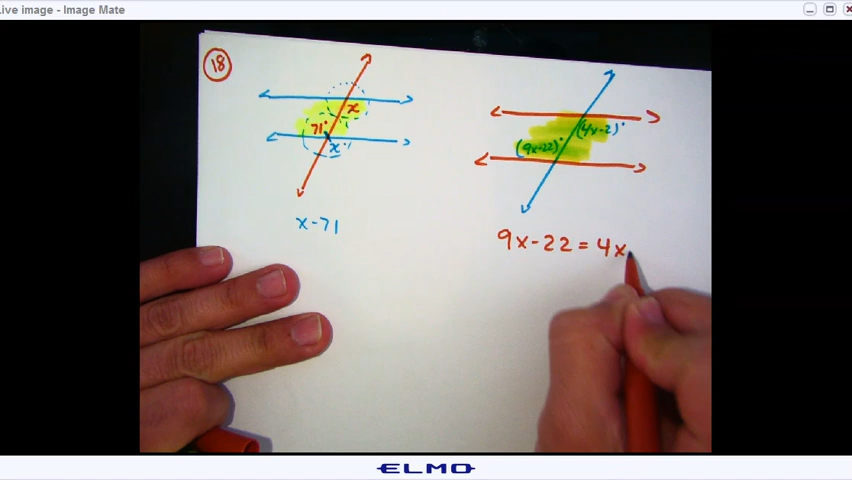 Live image - Image Mate
18
x
71°
x
(4x-2)°
(9x-22)°
x-71
9x-22 = 4x
ELMO